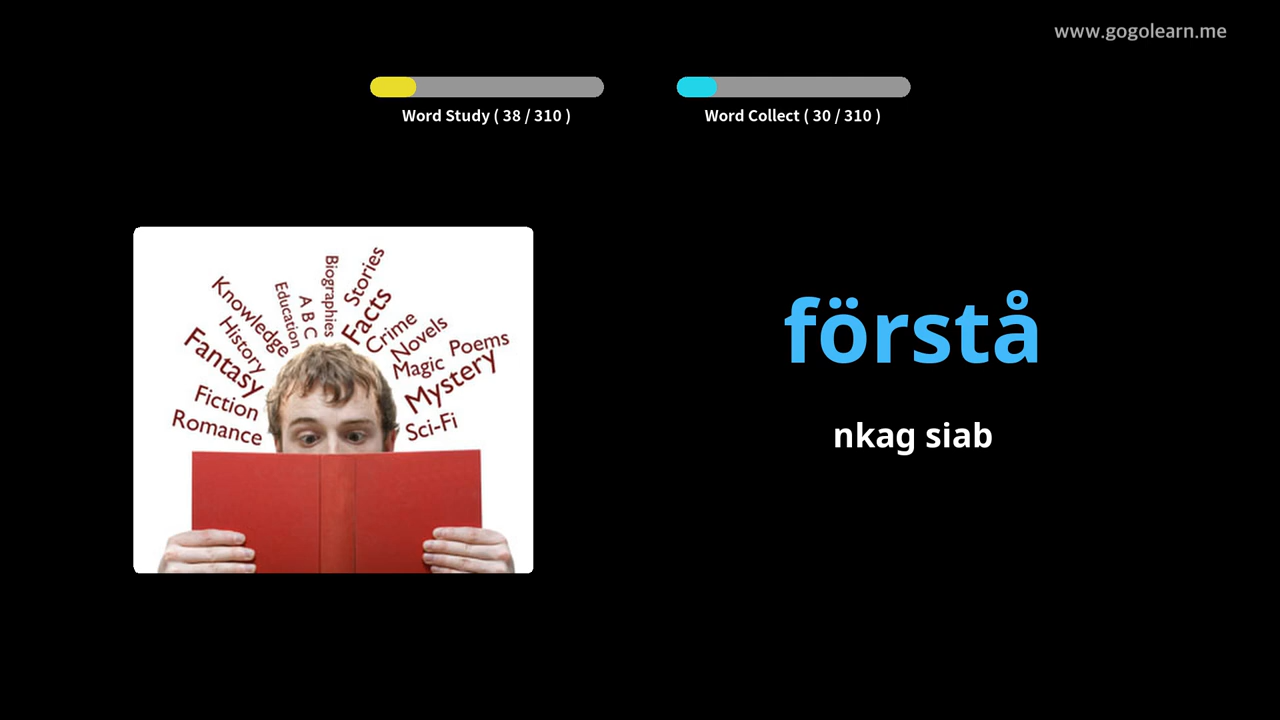 www.gogolearn.me
Word Study ( 38 / 310 )
Word Collect ( 30 / 310 )
Biographies
Stories
Knowledge
Education
A B C
Facts
History
Crime
Novels
Fantasy
Magic
Poems
Mystery
Fiction
Romance
Sci-Fi
förstå
nkag siab